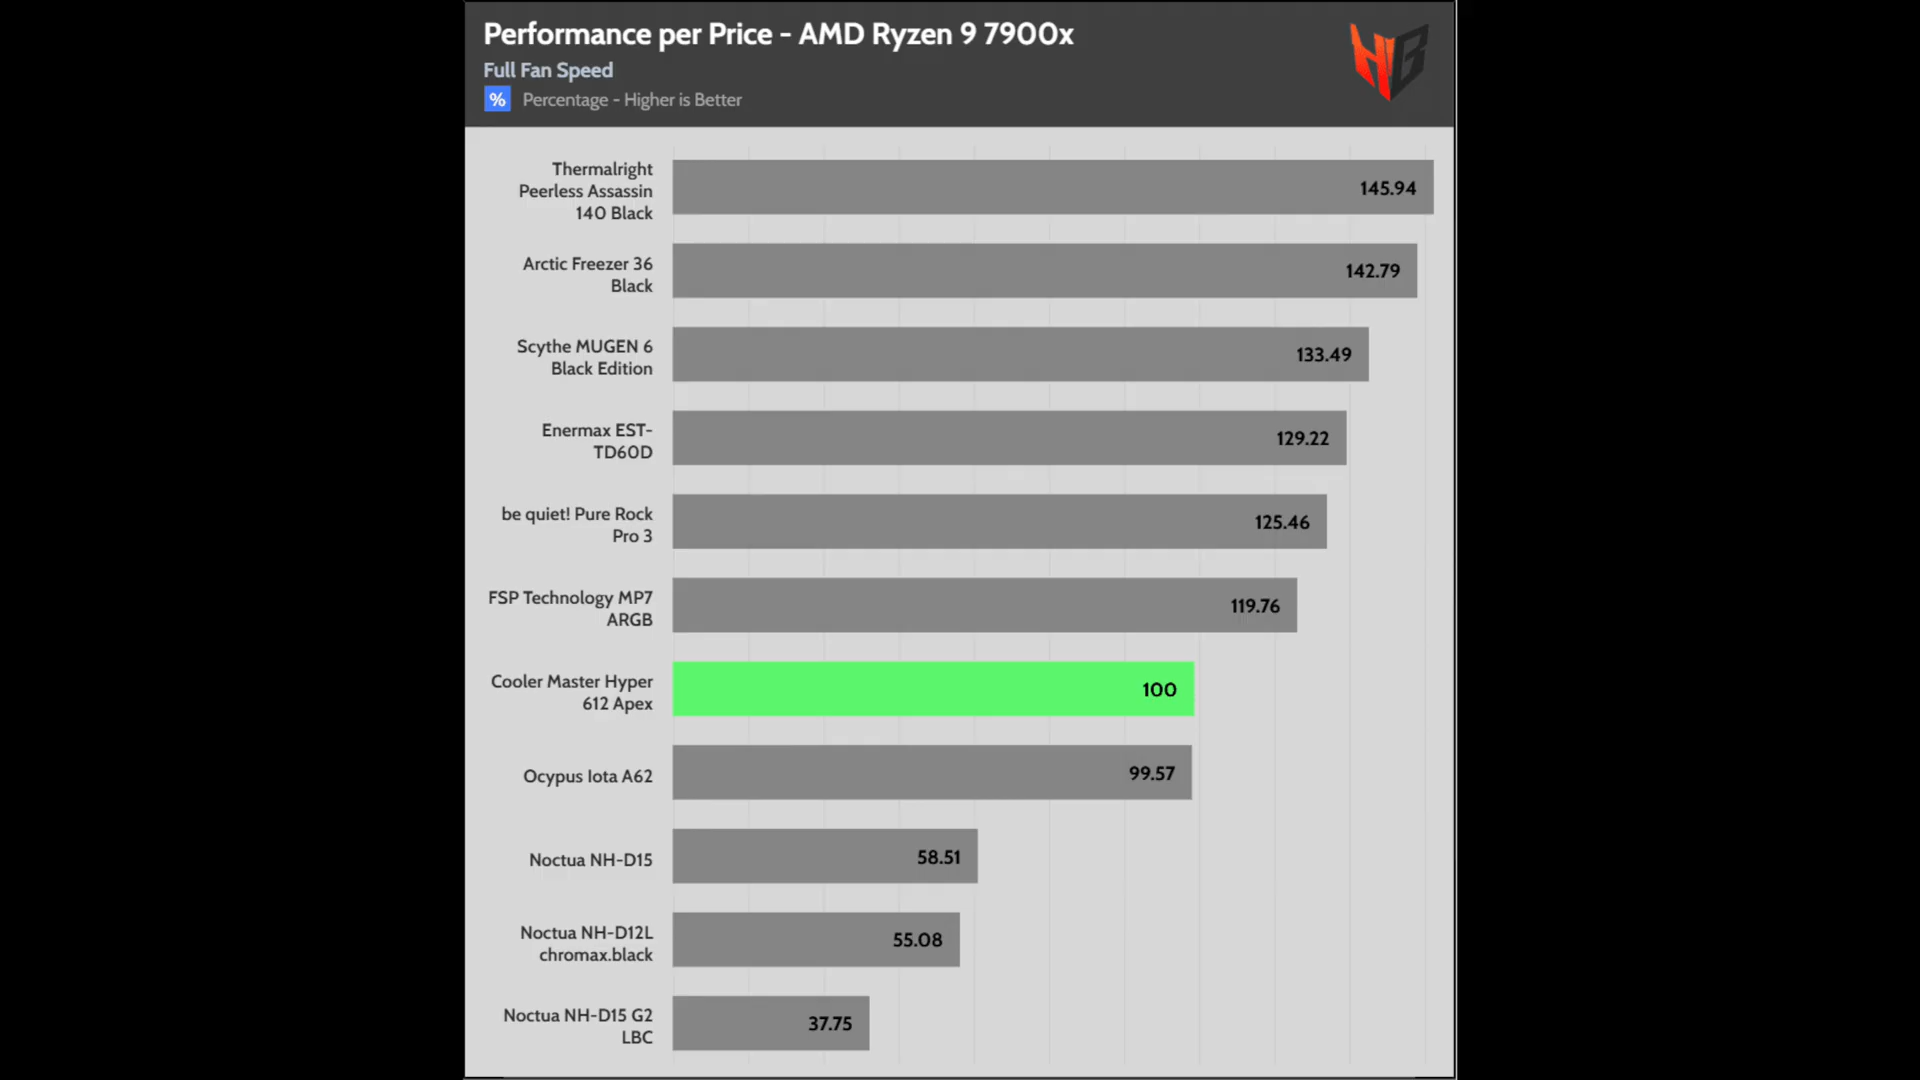 Performance per Price - AMD Ryzen 9 7900x
Full Fan Speed
% Percentage - Higher is Better
HB
Thermalright
Peerless Assassin
140 Black
145.94
Arctic Freezer 36
Black
142.79
Scythe MUGEN 6
Black Edition
133.49
Enermax EST-
TD60D
129.22
be quiet! Pure Rock
Pro 3
125.46
FSP Technology MP7
ARGB
119.76
Cooler Master Hyper
612 Apex
100
Ocypus Iota A62
99.57
Noctua NH-D15
58.51
Noctua NH-D12L
chromax.black
55.08
Noctua NH-D15 G2
LBC
37.75